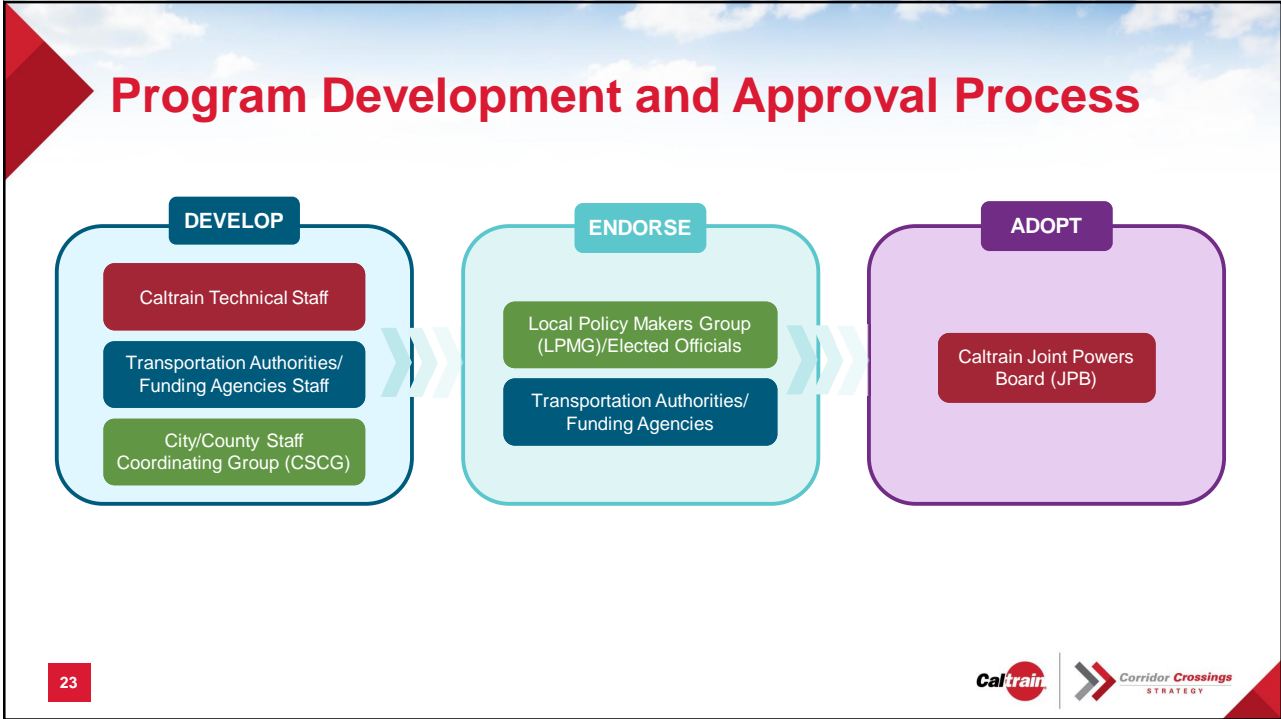 Program Development and Approval Process
DEVELOP
Caltrain Technical Staff
Transportation Authorities/
Funding Agencies Staff
City/County Staff
Coordinating Group (CSCG)
ENDORSE
Local Policy Makers Group
(LPMG)/Elected Officials
Transportation Authorities/
Funding Agencies
ADOPT
Caltrain Joint Powers
Board (JPB)
23
Caltrain
Corridor Crossings
STRATEGY